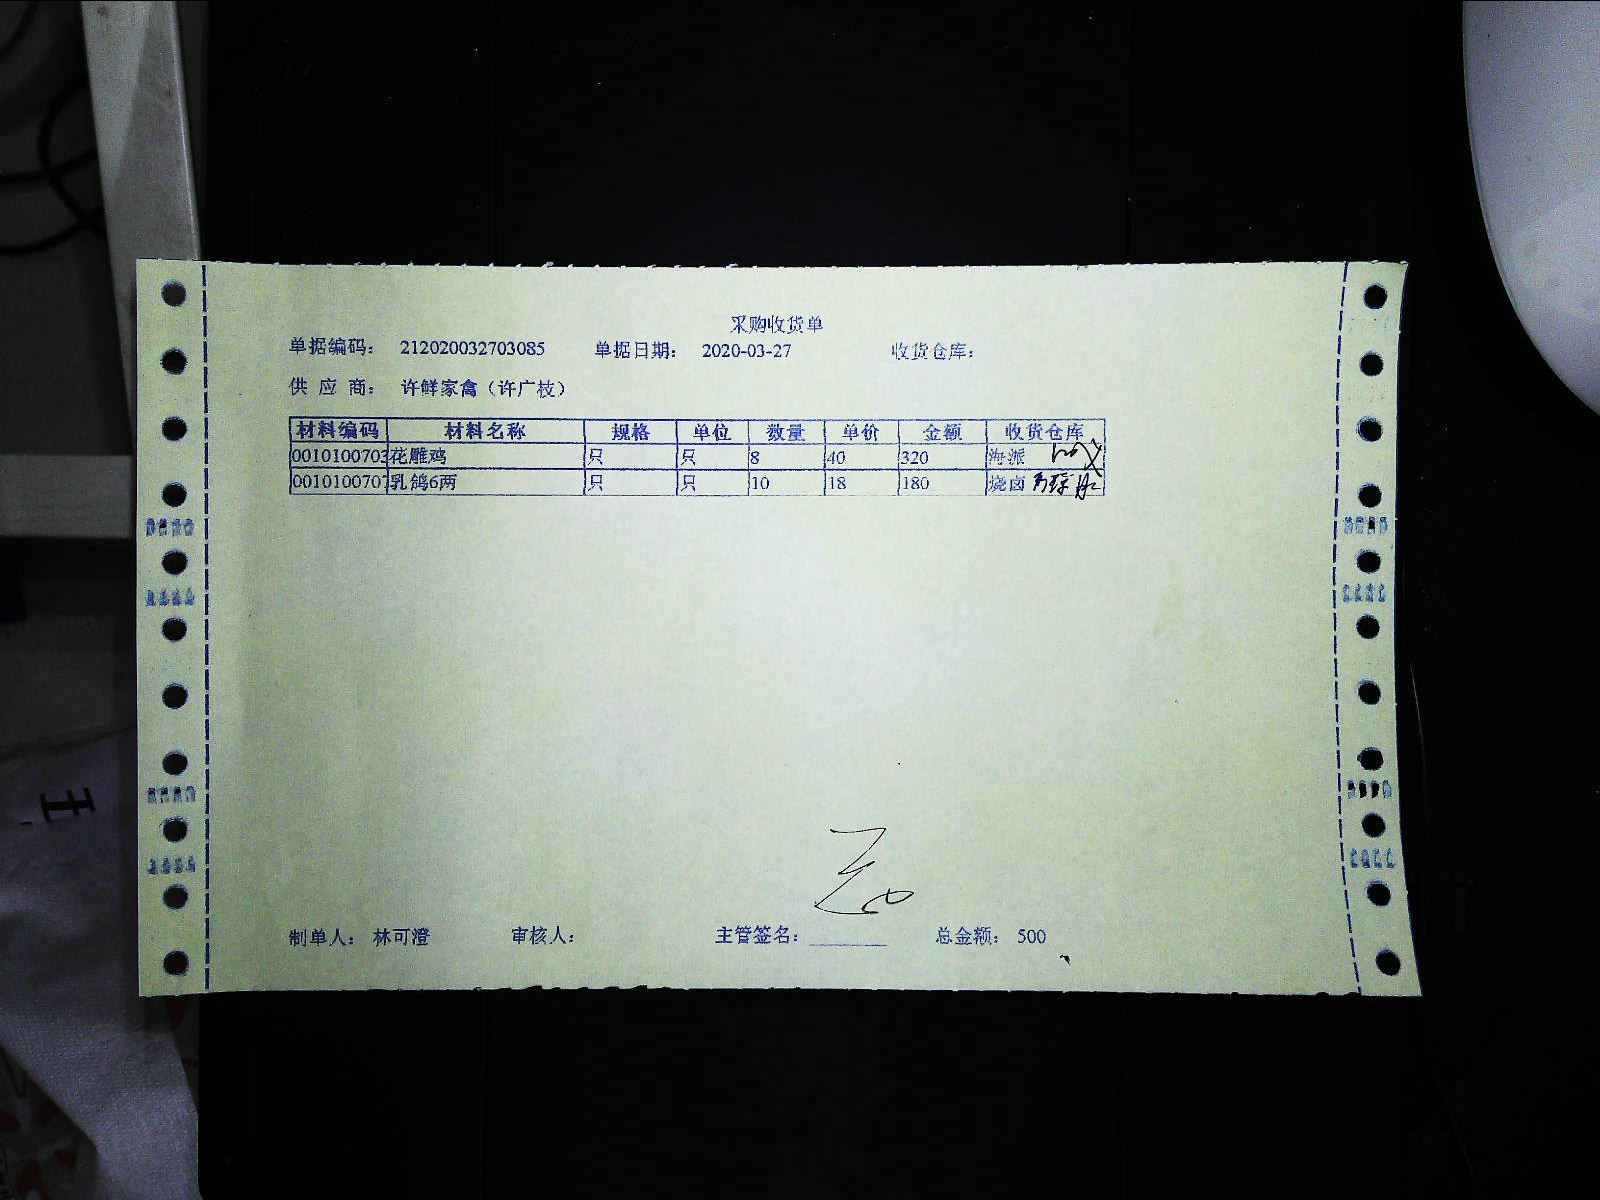 采购收货单
单据编码： 212020032703085 单据日期： 2020-03-27 收货仓库：
供 应 商： 许鲜家禽（许广枝）
材料编码 材料名称 规格 单位 数量 单价 金额 收货仓库
0010100703 花雕鸡 只 只 8 40 320 海派
0010100707 乳鸽6两 只 只 10 18 180 烧卤
制单人： 林可澄 审核人： 主管签名： 总金额： 500